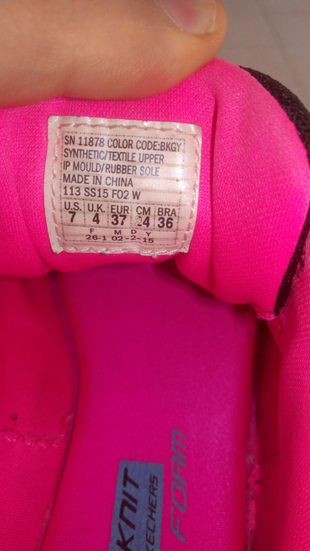 SN 11878 COLOR CODE:BKGY
SYNTHETIC/TEXTILE UPPER
IP MOULD/RUBBER SOLE
MADE IN CHINA
113 SS15 F02 W
U.S. U.K. EUR CM BRA
7 4 37 24 36
F M D Y
26-1 02-2-15
KNIT
SKECHERS
FOAM